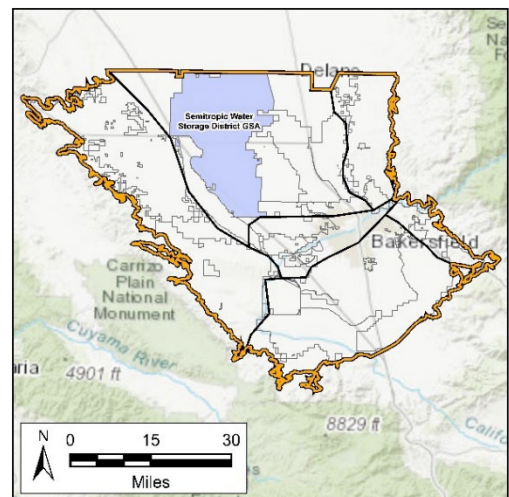 Delano
Semitropic Water
Storage District GSA
Bakersfield
Carrizo
Plain
National
Monument
Cuyama River
4901 ft
8829 ft
N
0 15 30
Miles